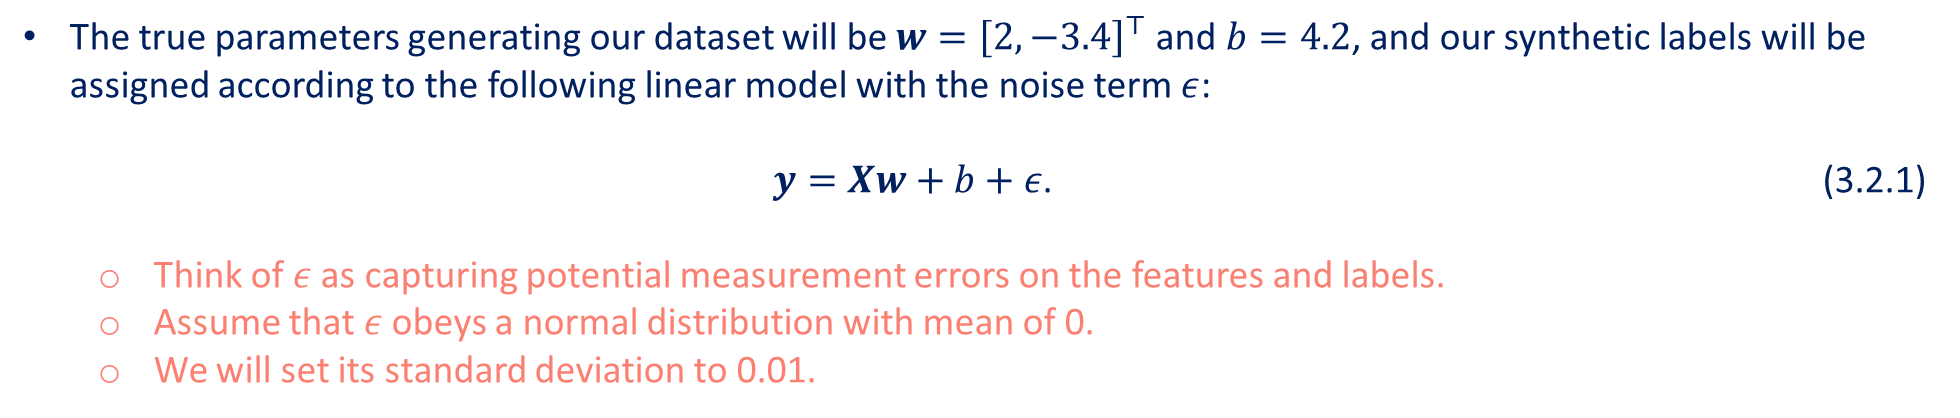 • The true parameters generating our dataset will be w = [2, −3.4]⊤ and b = 4.2, and our synthetic labels will be
assigned according to the following linear model with the noise term ϵ:
y = Xw + b + ϵ. (3.2.1)
○ Think of ϵ as capturing potential measurement errors on the features and labels.
○ Assume that ϵ obeys a normal distribution with mean of 0.
○ We will set its standard deviation to 0.01.